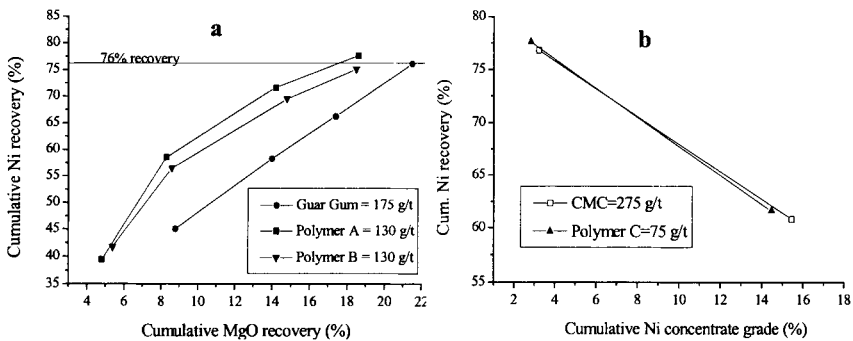 a
76% recovery
Cumulative Ni recovery (%)
85
80
75
70
65
60
55
50
45
40
35
Guar Gum = 175 g/t
Polymer A = 130 g/t
Polymer B = 130 g/t
2 4 6 8 10 12 14 16 18 20 22
Cumulative MgO recovery (%)
b
Cum. Ni recovery (%)
80
75
70
65
60
55
CMC=275 g/t
Polymer C=75 g/t
2 4 6 8 10 12 14 16 18
Cumulative Ni concentrate grade (%)